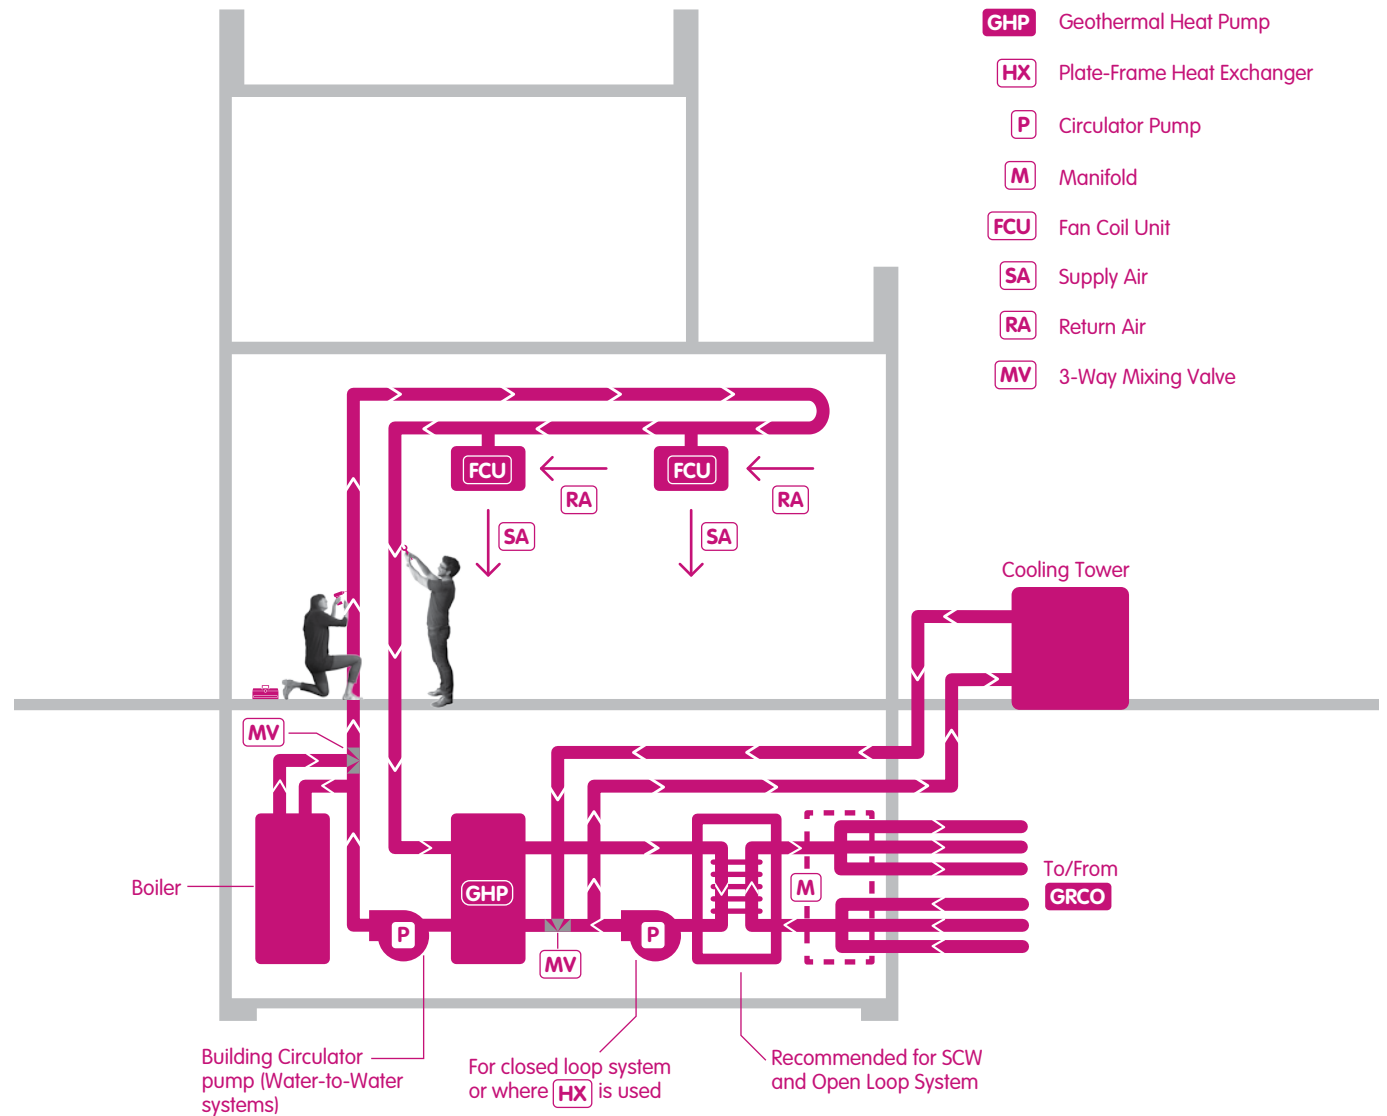 GHP Geothermal Heat Pump
HX Plate-Frame Heat Exchanger
P Circulator Pump
M Manifold
FCU Fan Coil Unit
SA Supply Air
RA Return Air
MV 3-Way Mixing Valve
FCU
RA
FCU
RA
SA
SA
Cooling Tower
MV
Boiler
GHP
M
To/From
GRCO
P
P
MV
Building Circulator
pump (Water-to-Water
systems)
For closed loop system
or where HX is used
Recommended for SCW
and Open Loop System